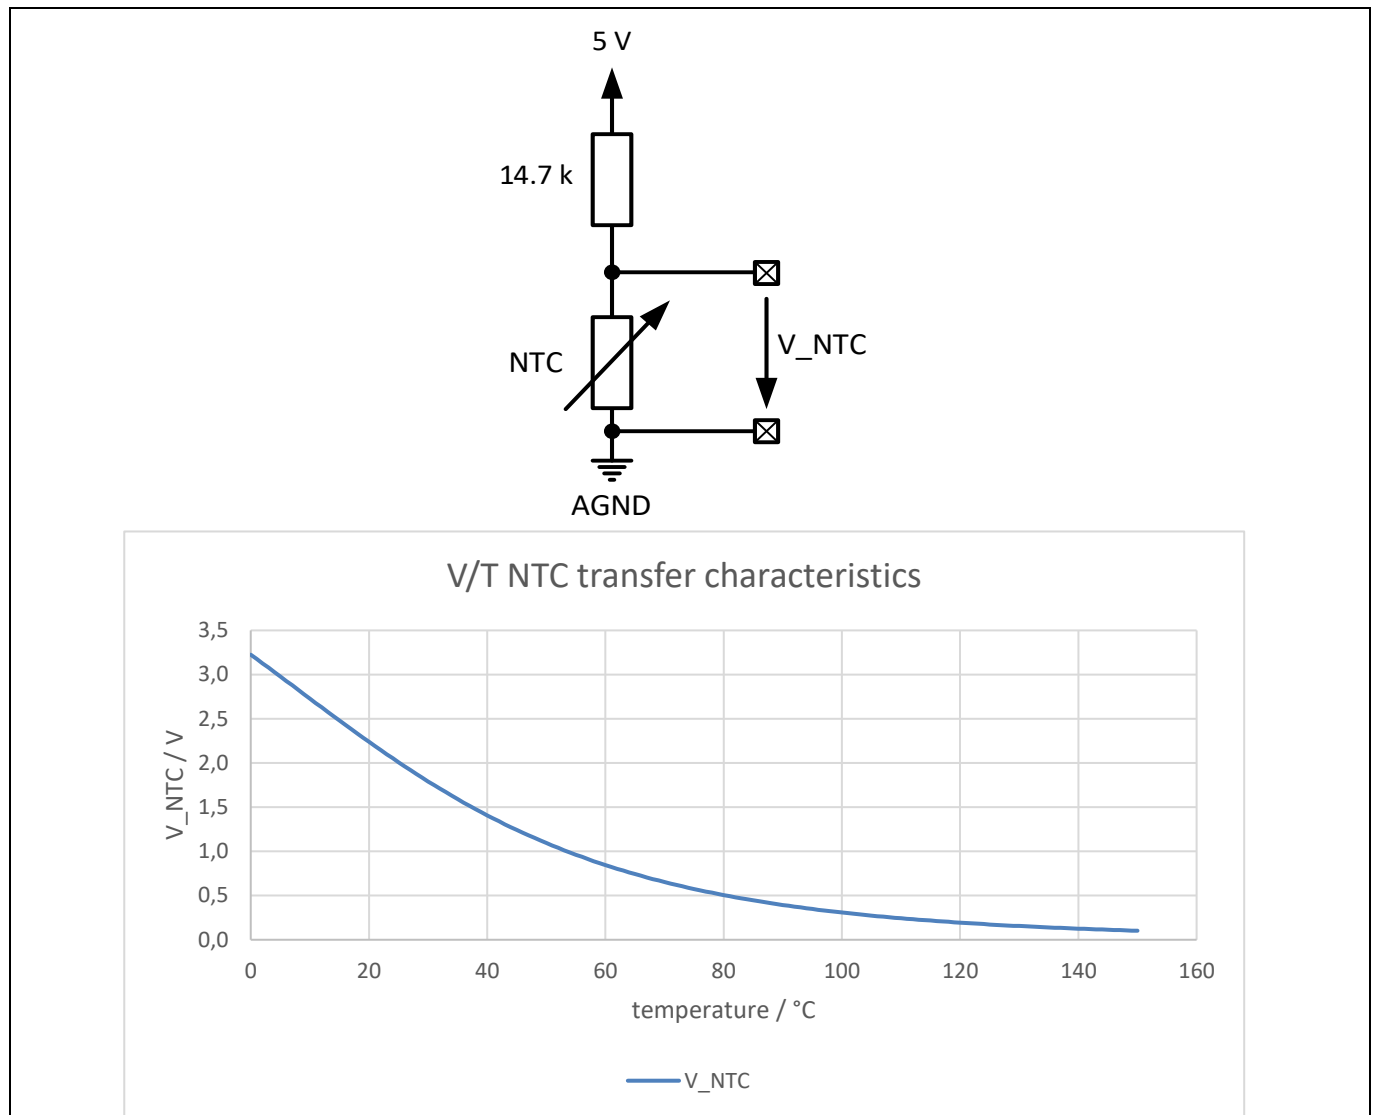 5 V
14.7 k
NTC
V_NTC
AGND
V/T NTC transfer characteristics
V_NTC / V
3,5
3,0
2,5
2,0
1,5
1,0
0,5
0,0
0 20 40 60 80 100 120 140 160
temperature / °C
V_NTC